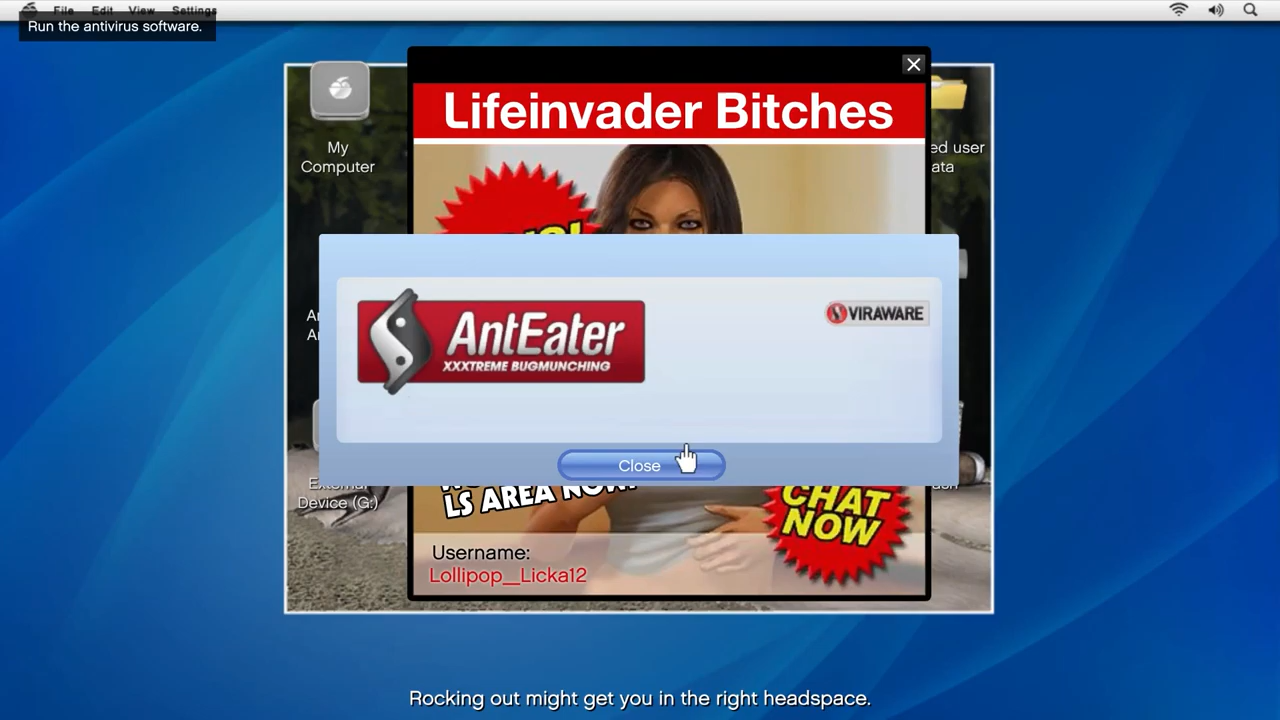 File Edit View Settings
Run the antivirus software.
Lifeinvader Bitches
My
Computer
ed user
ata
AntEater
XXXTREME BUGMUNCHING
VIRAWARE
Close
External
Device (G:)
LS AREA NOW!
CHAT
NOW
Username:
Lollipop_Licka12
Rocking out might get you in the right headspace.